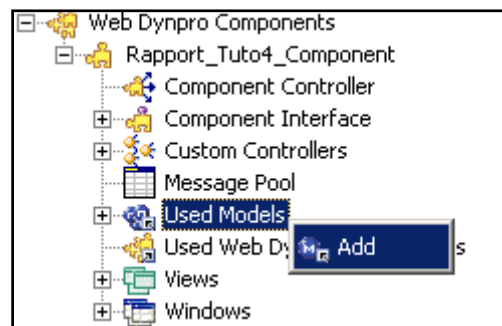 Web Dynpro Components
Rapport_Tuto4_Component
Component Controller
Component Interface
Custom Controllers
Message Pool
Used Models
Add
Used Web Dy s
Views
Windows